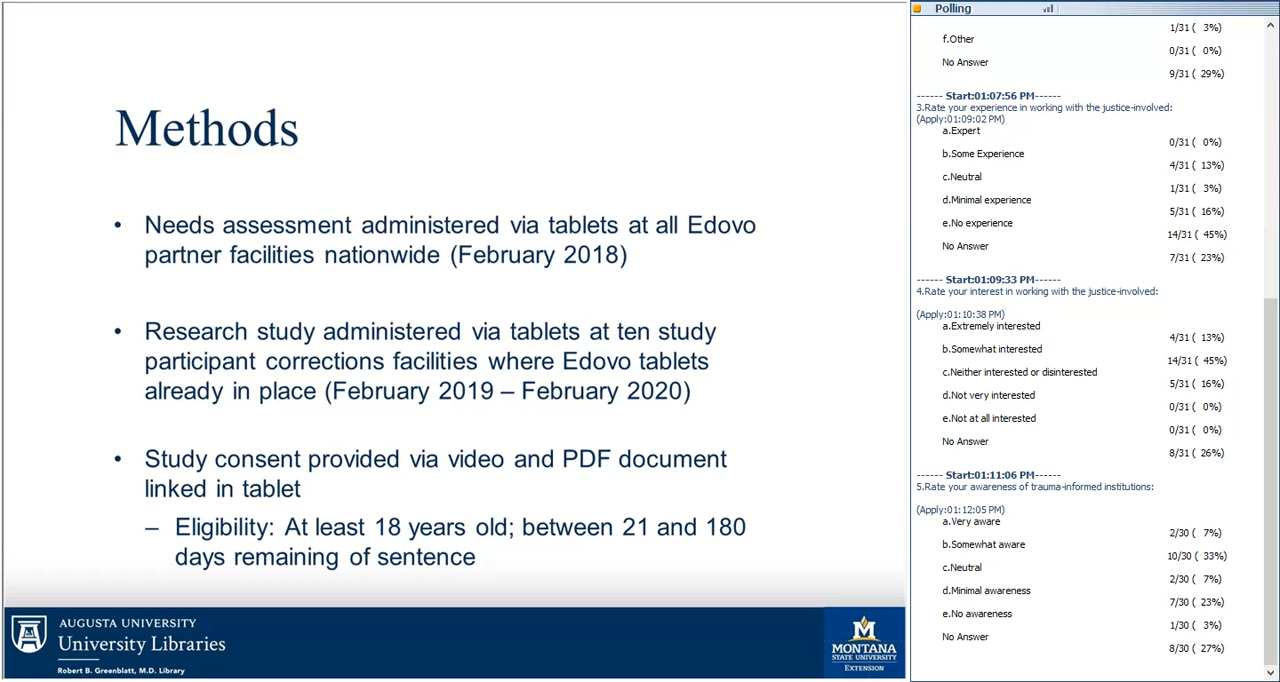 Methods
• Needs assessment administered via tablets at all Edovo
partner facilities nationwide (February 2018)
• Research study administered via tablets at ten study
participant corrections facilities where Edovo tablets
already in place (February 2019 – February 2020)
• Study consent provided via video and PDF document
linked in tablet
– Eligibility: At least 18 years old; between 21 and 180
days remaining of sentence
AUGUSTA UNIVERSITY
University Libraries
Robert B. Greenblatt, M.D. Library
M
MONTANA
STATE UNIVERSITY
EXTENSION
Polling
1/31 ( 3%)
f.Other
0/31 ( 0%)
No Answer
9/31 ( 29%)
------ Start:01:07:56 PM------
3.Rate your experience in working with the justice-involved:
(Apply:01:09:02 PM)
a.Expert
0/31 ( 0%)
b.Some Experience
4/31 ( 13%)
c.Neutral
1/31 ( 3%)
d.Minimal experience
5/31 ( 16%)
e.No experience
14/31 ( 45%)
No Answer
7/31 ( 23%)
------ Start:01:09:33 PM------
4.Rate your interest in working with the justice-involved:
(Apply:01:10:38 PM)
a.Extremely interested
4/31 ( 13%)
b.Somewhat interested
14/31 ( 45%)
c.Neither interested or disinterested
5/31 ( 16%)
d.Not very interested
0/31 ( 0%)
e.Not at all interested
0/31 ( 0%)
No Answer
8/31 ( 26%)
------ Start:01:11:06 PM------
5.Rate your awareness of trauma-informed institutions:
(Apply:01:12:05 PM)
a.Very aware
2/30 ( 7%)
b.Somewhat aware
10/30 ( 33%)
c.Neutral
2/30 ( 7%)
d.Minimal awareness
7/30 ( 23%)
e.No awareness
1/30 ( 3%)
No Answer
8/30 ( 27%)